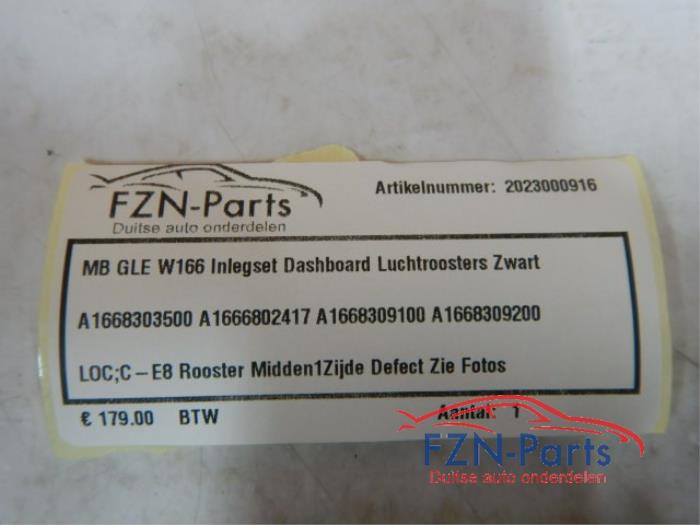 FZN-Parts
Duitse auto onderdelen
Artikelnummer: 2023000916
MB GLE W166 Inlegset Dashboard Luchtroosters Zwart
A1668303500 A1666802417 A1668309100 A1668309200
LOC;C-E8 Rooster Midden1Zijde Defect Zie Fotos
€ 179.00 BTW Aantal: 1
FZN-Parts
Duitse auto onderdelen